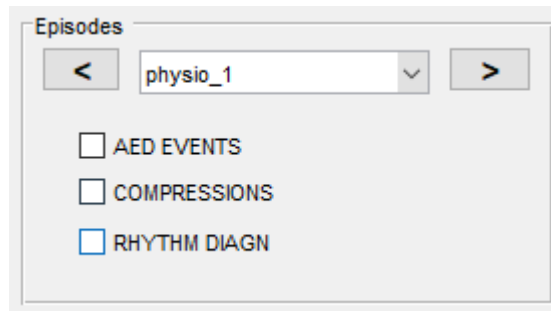 Episodes
< physio_1 >
AED EVENTS
COMPRESSIONS
RHYTHM DIAGN